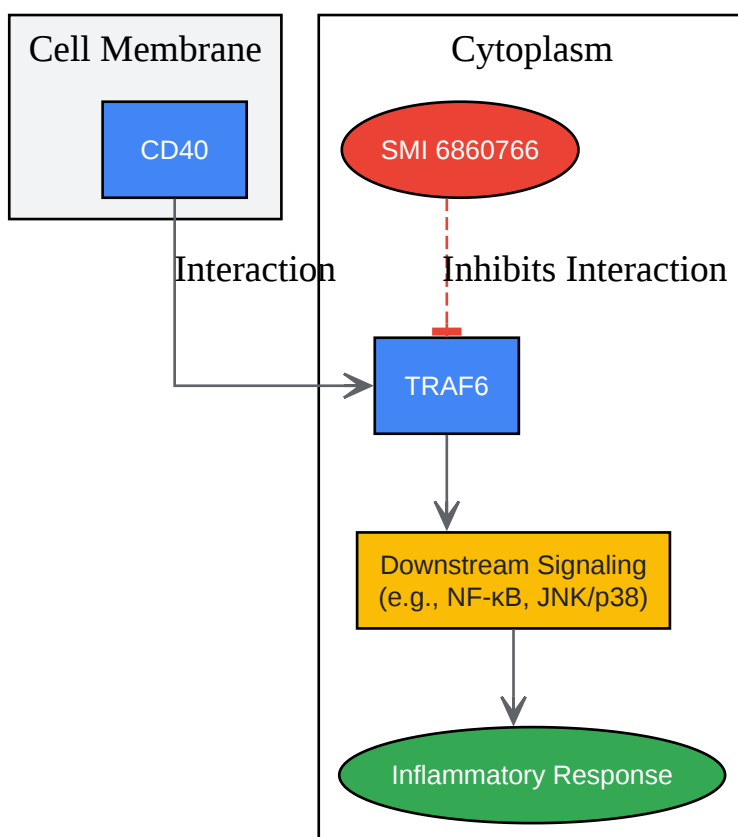 Cell Membrane
Cytoplasm
CD40
SMI 6860766
Interaction
Inhibits Interaction
TRAF6
Downstream Signaling
(e.g., NF-κB, JNK/p38)
Inflammatory Response